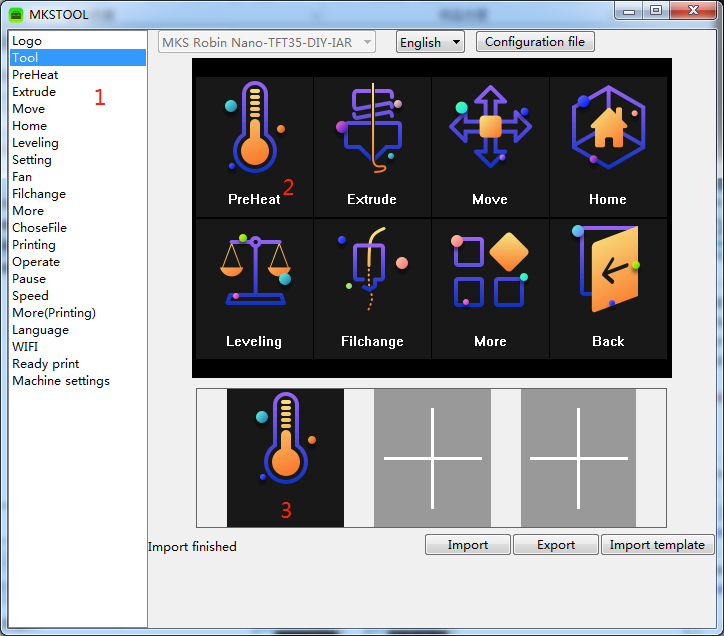 MKSTOOL
Logo
Tool
PreHeat
Extrude
Move
Home
Leveling
Setting
Fan
Filchange
More
ChoseFile
Printing
Operate
Pause
Speed
More(Printing)
Language
WIFI
Ready print
Machine settings
1
MKS Robin Nano-TFT35-DIY-IAR English Configuration file
PreHeat 2 Extrude Move Home
Leveling Filchange More Back
3
Import finished Import Export Import template